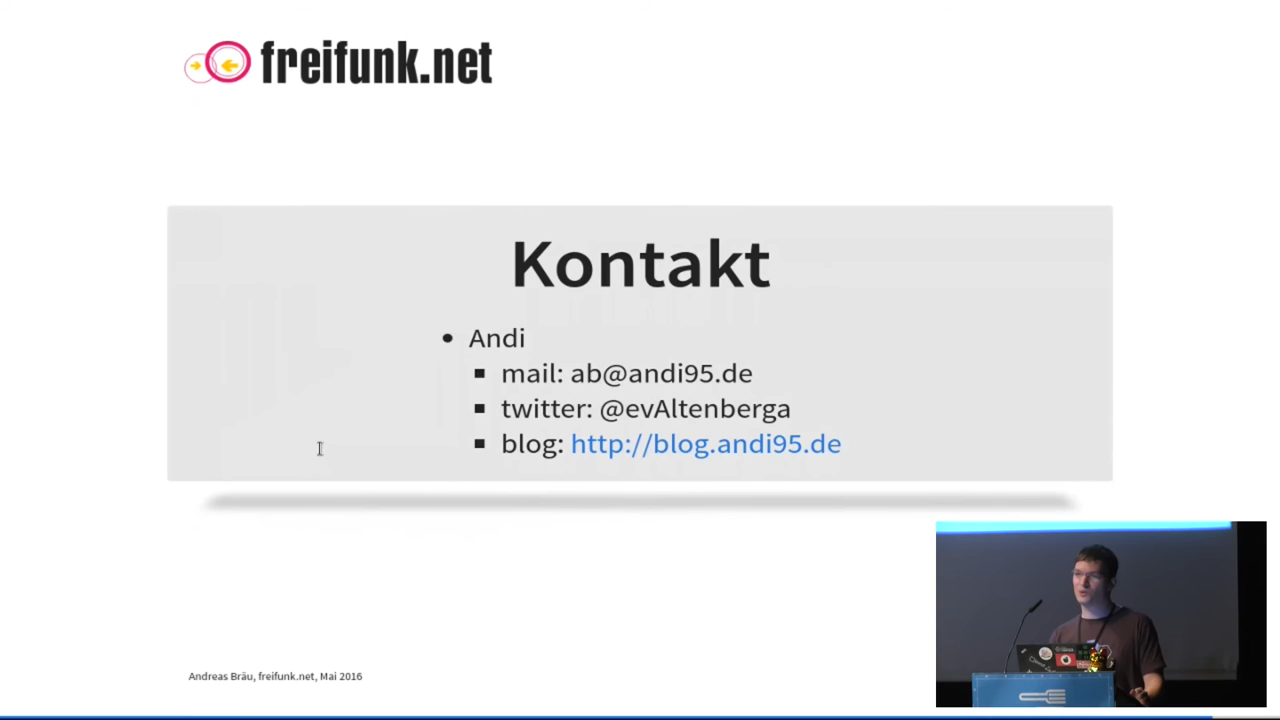 freifunk.net
Kontakt
Andi
mail: ab@andi95.de
twitter: @evAltenberga
blog: http://blog.andi95.de
Andreas Bräu, freifunk.net, Mai 2016